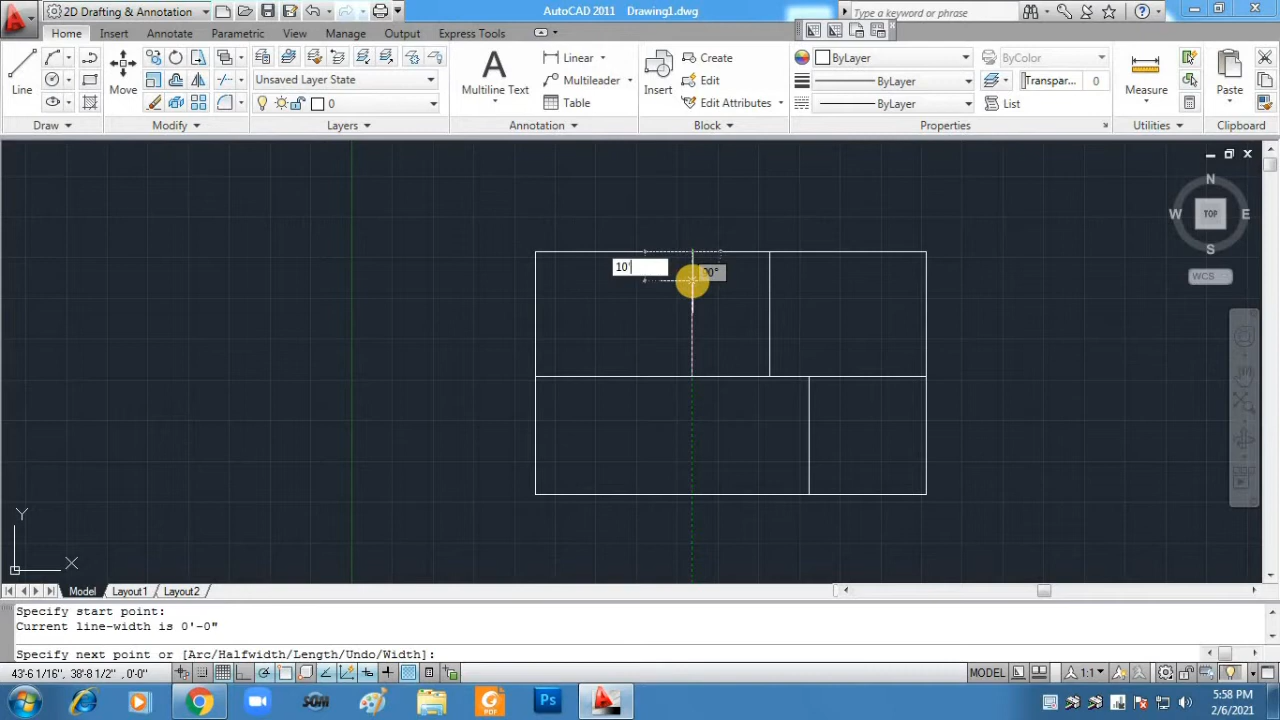 2D Drafting & Annotation
AutoCAD 2011 Drawing1.dwg
Type a keyword or phrase
Home Insert Annotate Parametric View Manage Output Express Tools
Line
Move
Unsaved Layer State
0
Multiline Text
Linear
Multileader
Table
Insert
Create
Edit
Edit Attributes
ByLayer
ByLayer
ByLayer
ByColor
Transpar... 0
List
Measure
Paste
Draw Modify Layers Annotation Block Properties Utilities Clipboard
N
W TOP E
S
WCS
10'
Y
X
Model Layout1 Layout2
Specify start point:
Current line-width is 0'-0"
Specify next point or [Arc/Halfwidth/Length/Undo/Width]:
43'-6 1/16", 38'-8 1/2" , 0'-0"
MODEL
1:1
SOM
PDF
Ps
5:58 PM
2/6/2021